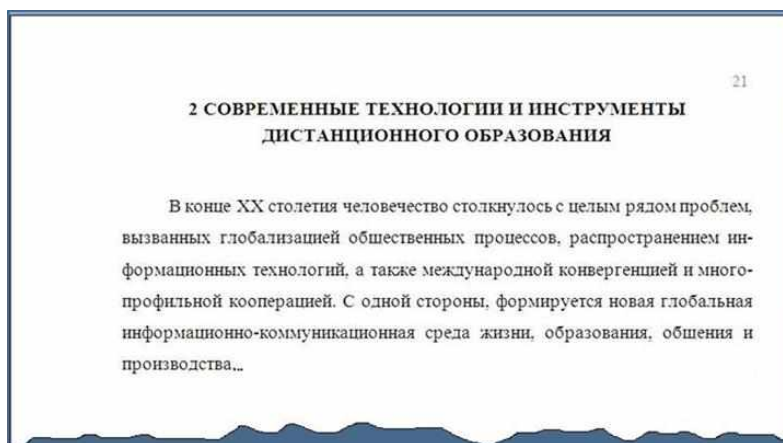 21
2 СОВРЕМЕННЫЕ ТЕХНОЛОГИИ И ИНСТРУМЕНТЫ
ДИСТАНЦИОННОГО ОБРАЗОВАНИЯ
В конце XX столетия человечество столкнулось с целым рядом проблем,
вызванных глобализацией общественных процессов, распространением ин-
формационных технологий, а также международной конвергенцией и много-
профильной кооперацией. С одной стороны, формируется новая глобальная
информационно-коммуникационная среда жизни, образования, общения и
производства...